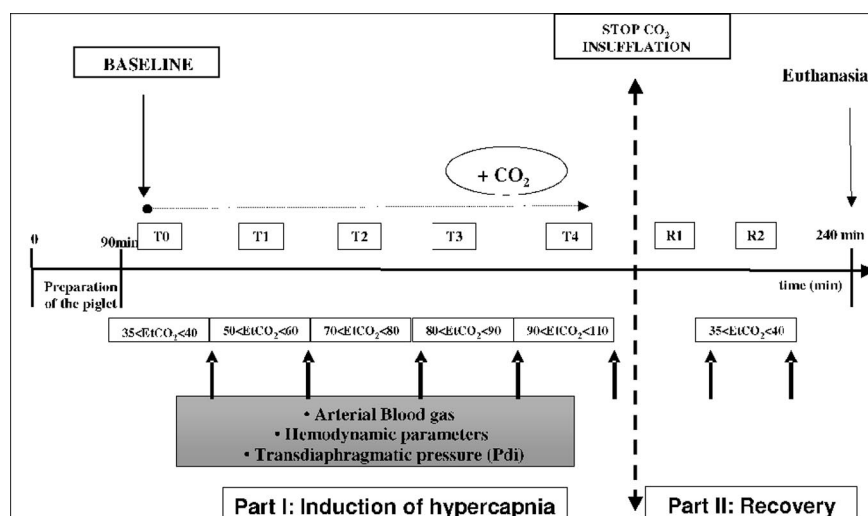 STOP CO₂
INSUFFLATION
BASELINE
Euthanasia
+ CO₂
0
90min
T0
T1
T2
T3
T4
R1
R2
240 min
Preparation
of the piglet
time (min)
35<EtCO₂<40
50<EtCO₂<60
70<EtCO₂<80
80<EtCO₂<90
90<EtCO₂<110
35<EtCO₂<40
• Arterial Blood gas
• Hemodynamic parameters
• Transdiaphragmatic pressure (Pdi)
Part I: Induction of hypercapnia
Part II: Recovery